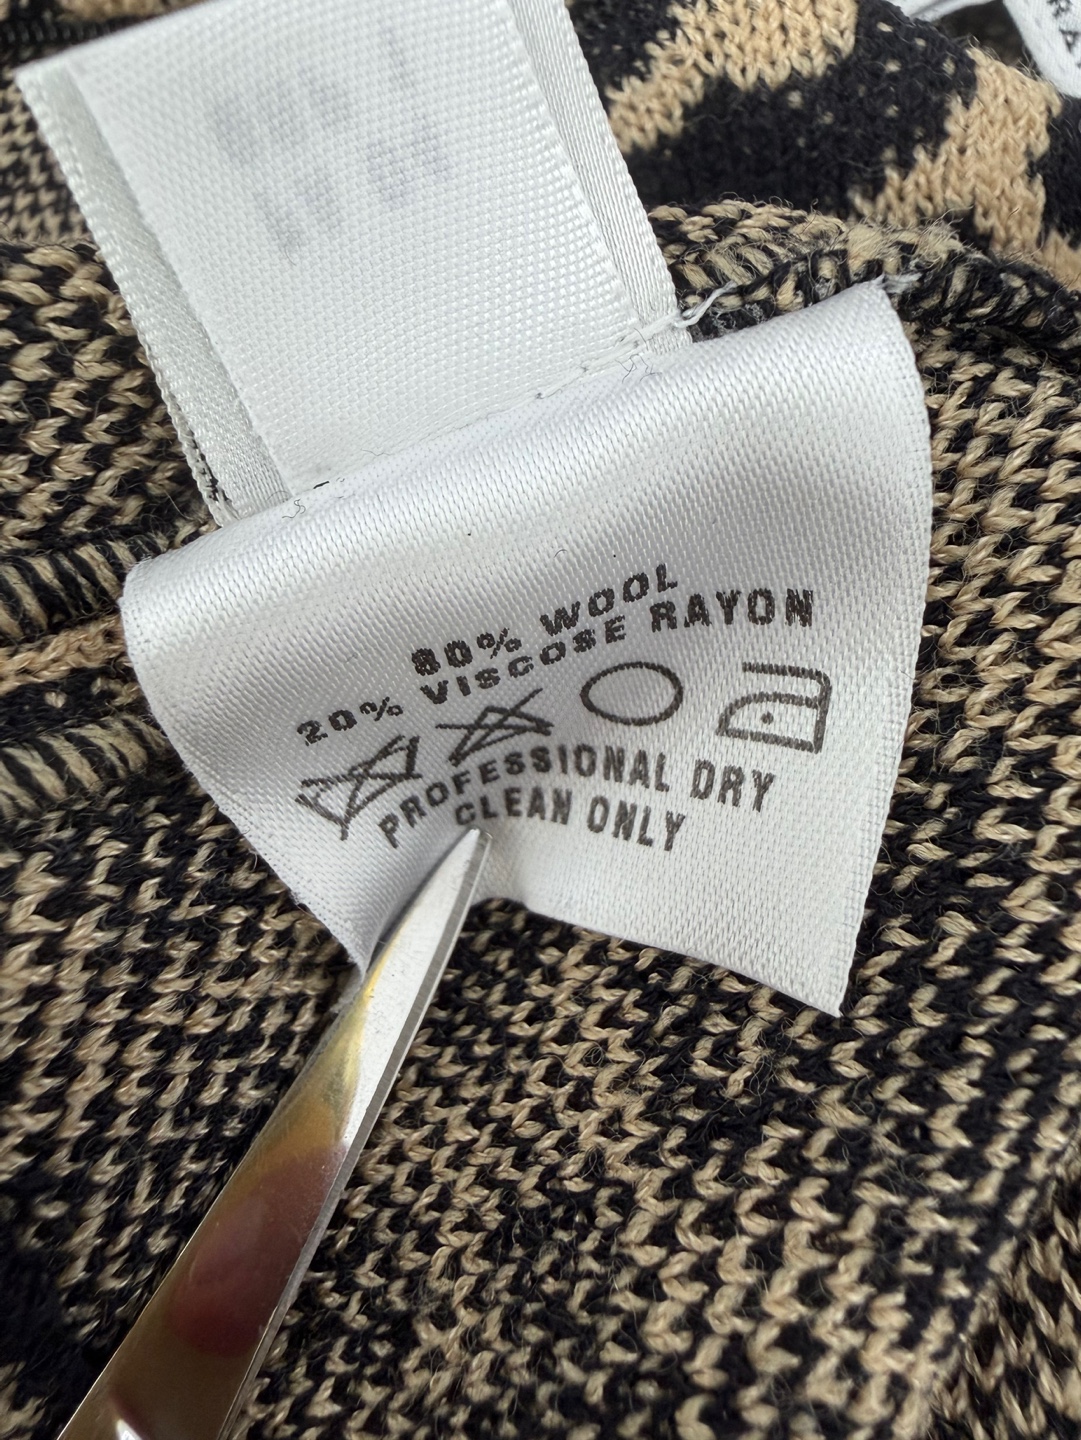 80% WOOL
20% VISCOSE RAYON
PROFESSIONAL DRY
CLEAN ONLY